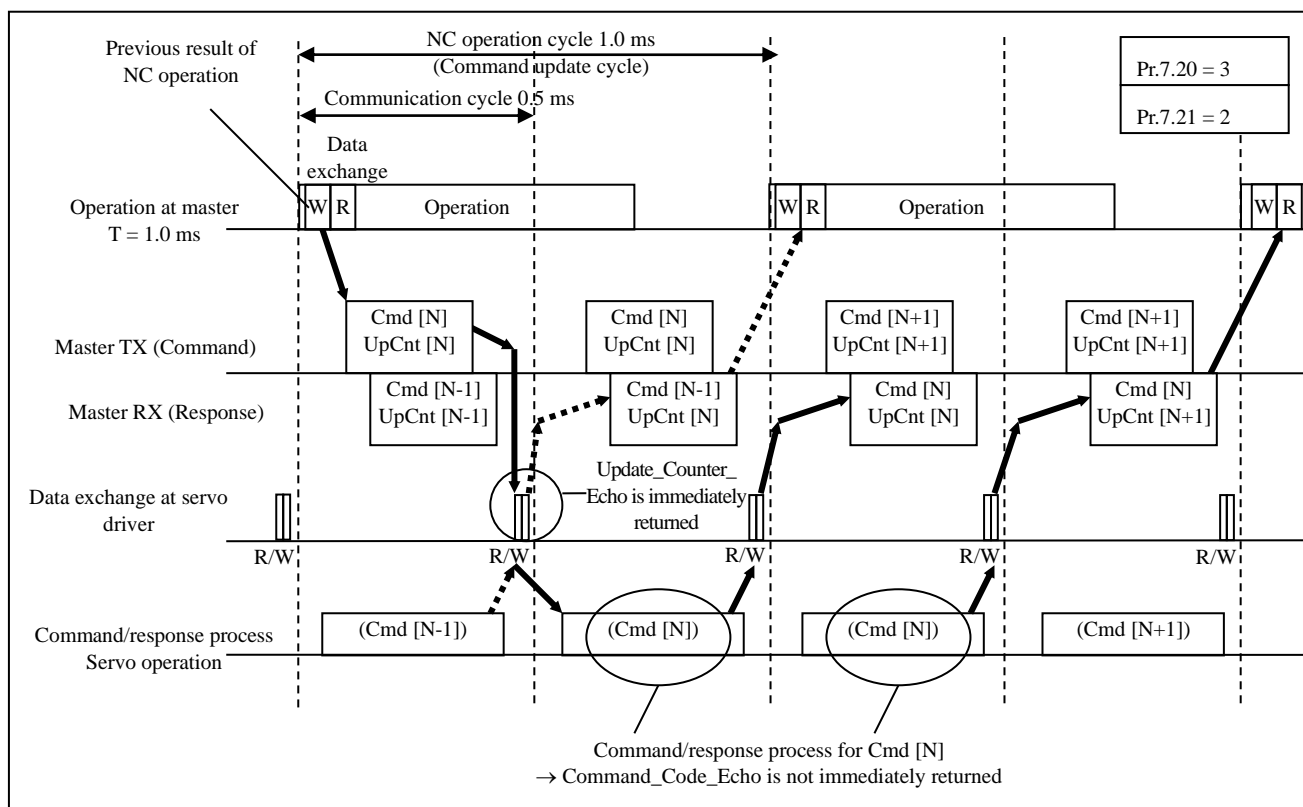 Previous result of
NC operation
NC operation cycle 1.0 ms
(Command update cycle)
Communication cycle 0.5 ms
Pr.7.20 = 3
Pr.7.21 = 2
Data
exchange
Operation at master
T = 1.0 ms
W R Operation
W R Operation
W R
Master TX (Command)
Cmd [N]
UpCnt [N]
Cmd [N]
UpCnt [N]
Cmd [N+1]
UpCnt [N+1]
Cmd [N+1]
UpCnt [N+1]
Master RX (Response)
Cmd [N-1]
UpCnt [N-1]
Cmd [N-1]
UpCnt [N]
Cmd [N]
UpCnt [N]
Cmd [N]
UpCnt [N+1]
Data exchange at servo
driver
Update_Counter_
Echo is immediately
returned
R/W
R/W
R/W
R/W
R/W
Command/response process
Servo operation
(Cmd [N-1])
(Cmd [N])
(Cmd [N])
(Cmd [N+1])
Command/response process for Cmd [N]
→ Command_Code_Echo is not immediately returned